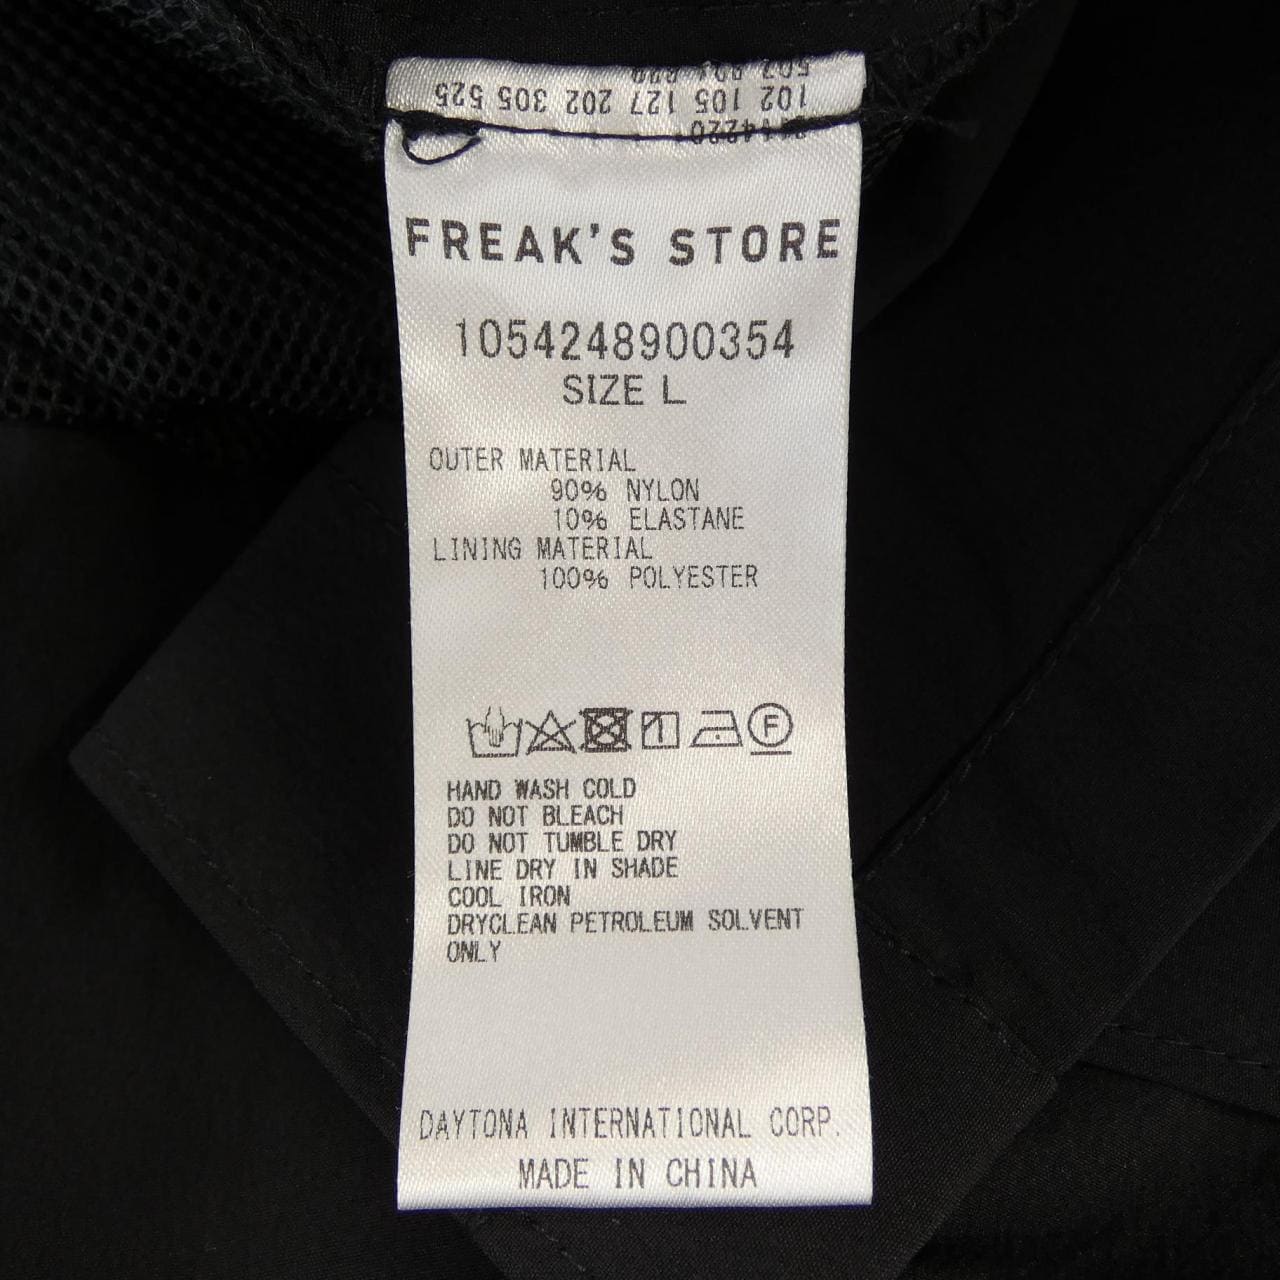 102 105 127 202 305 525
FREAK'S STORE
1054248900354
SIZE L
OUTER MATERIAL
90% NYLON
10% ELASTANE
LINING MATERIAL
100% POLYESTER
F
HAND WASH COLD
DO NOT BLEACH
DO NOT TUMBLE DRY
LINE DRY IN SHADE
COOL IRON
DRYCLEAN PETROLEUM SOLVENT
ONLY
DAYTONA INTERNATIONAL CORP.
MADE IN CHINA